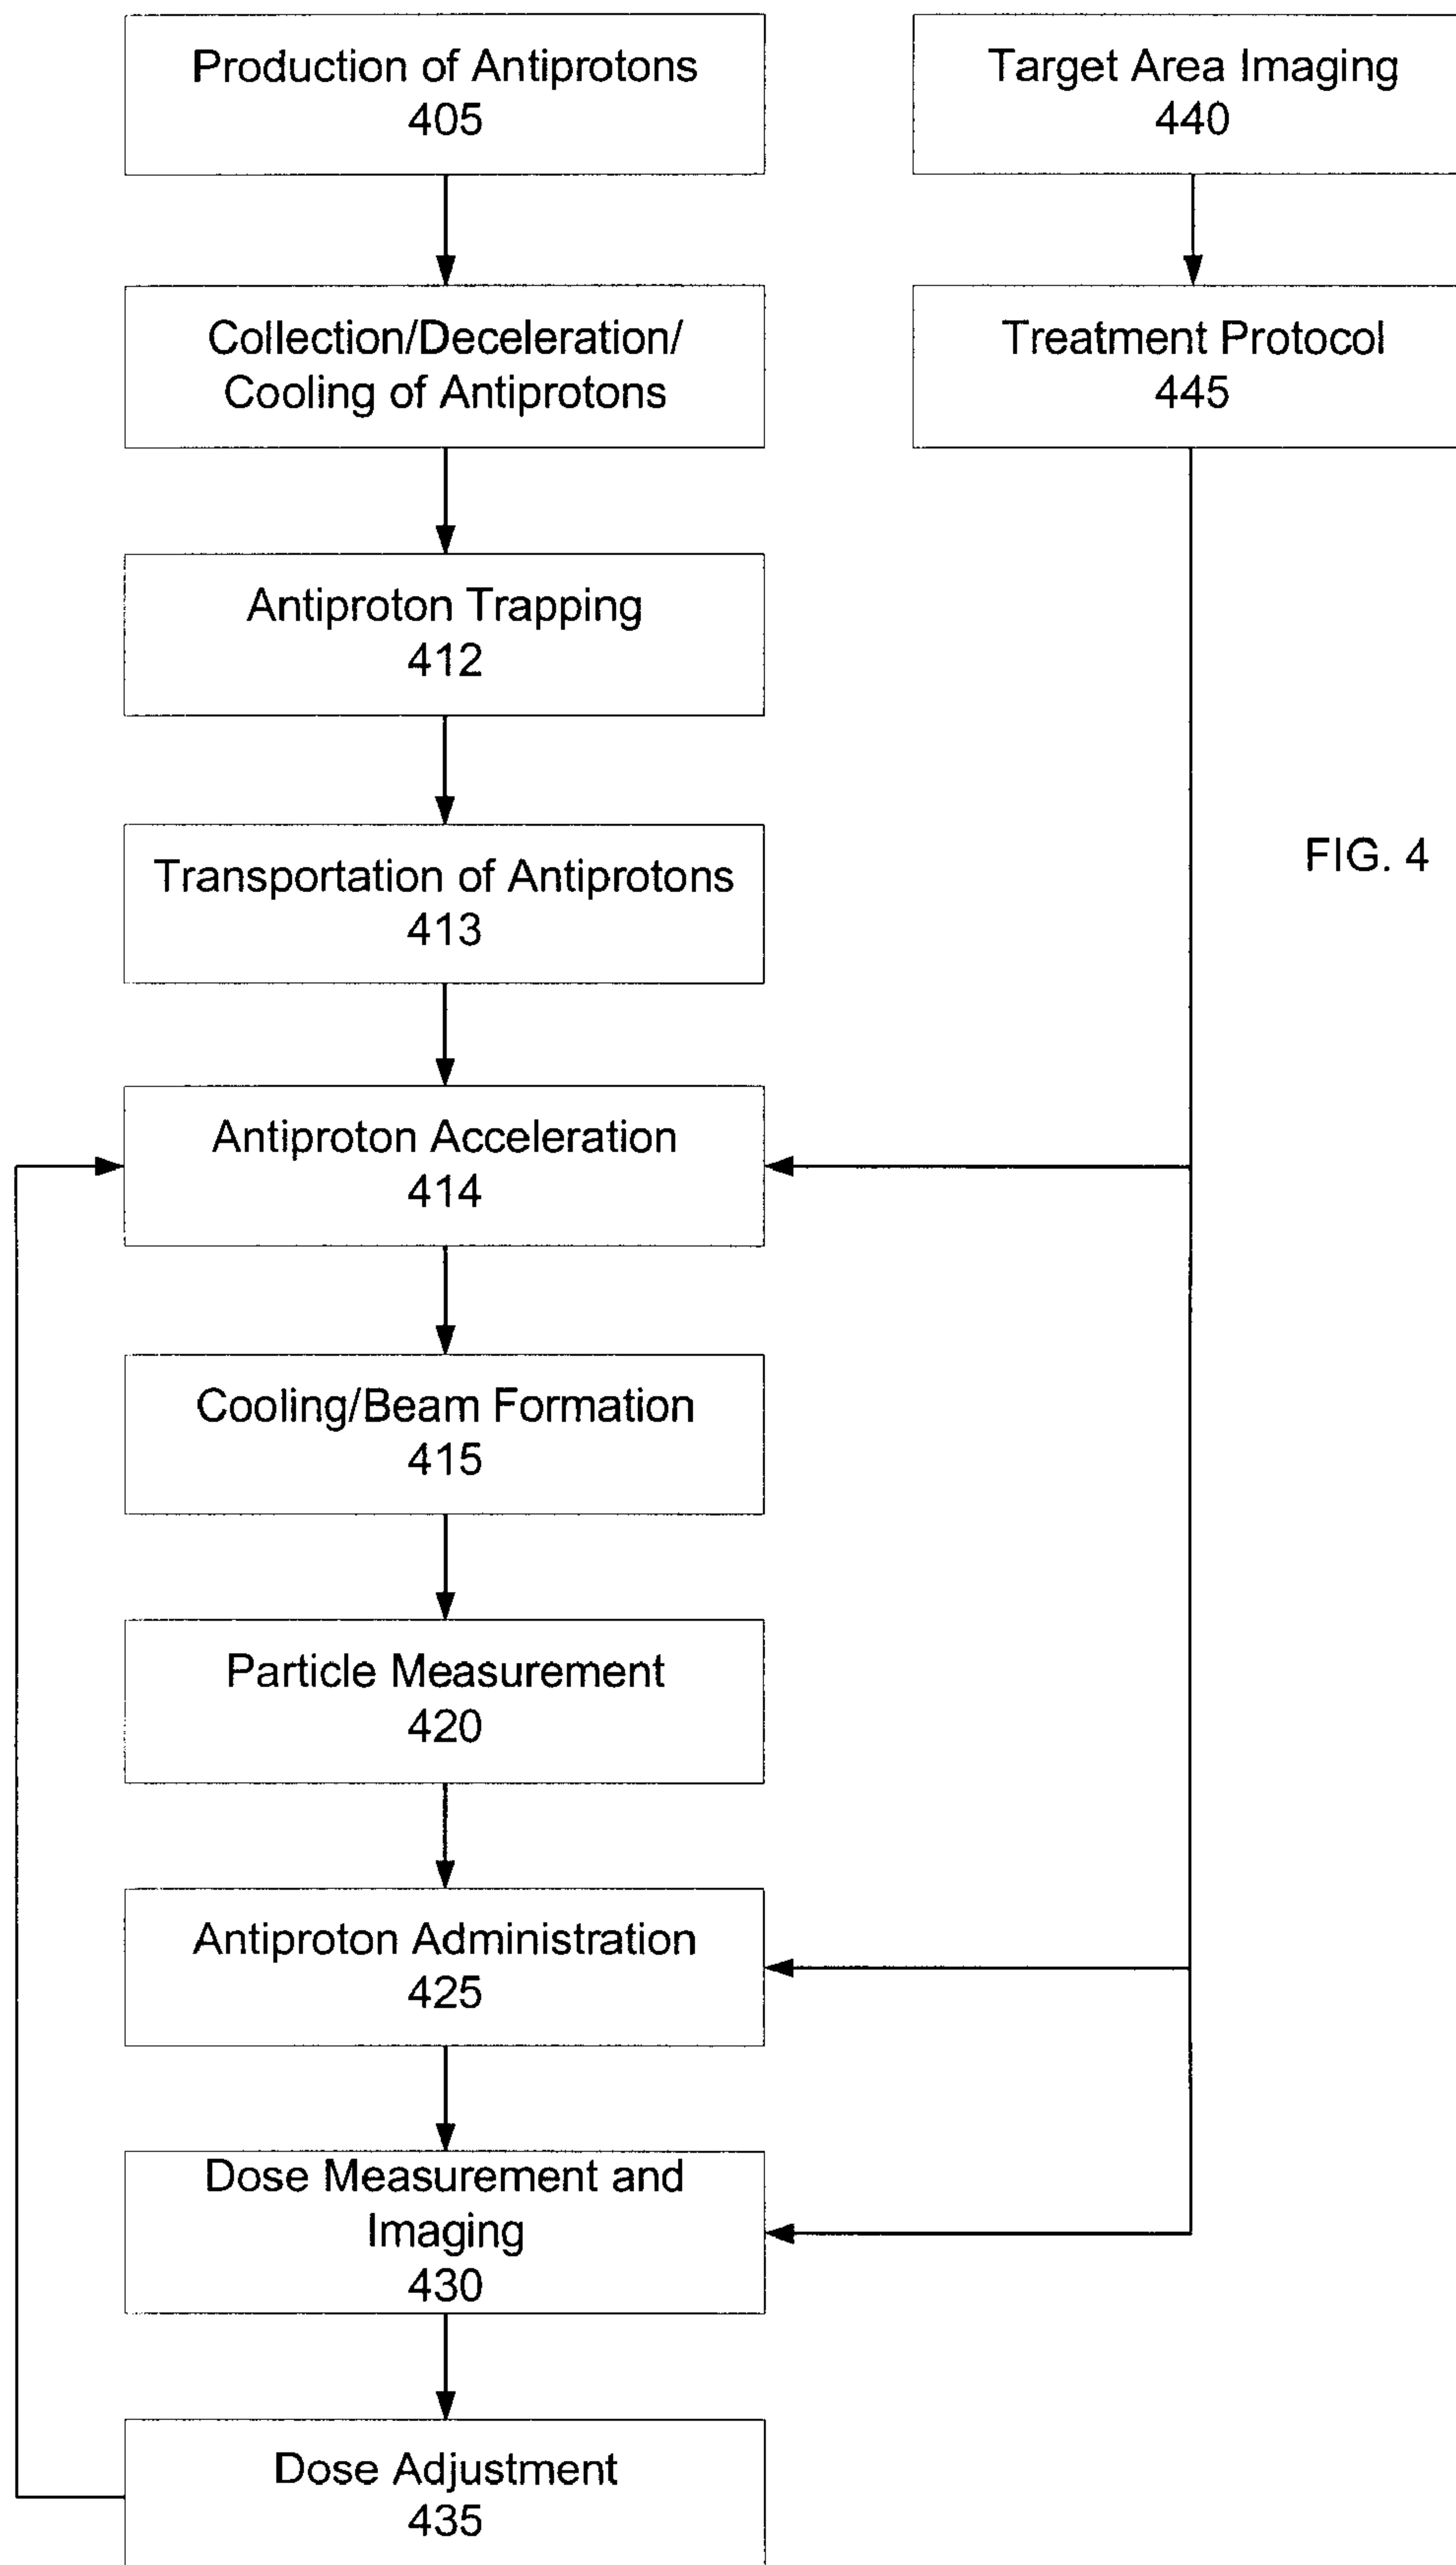 Production of Antiprotons
405
Target Area Imaging
440
Collection/Deceleration/
Cooling of Antiprotons
Treatment Protocol
445
Antiproton Trapping
412
Transportation of Antiprotons
413
FIG. 4
Antiproton Acceleration
414
Cooling/Beam Formation
415
Particle Measurement
420
Antiproton Administration
425
Dose Measurement and
Imaging
430
Dose Adjustment
435